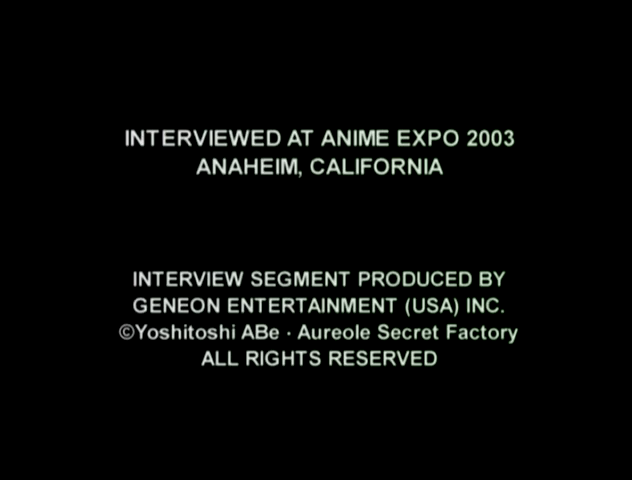 INTERVIEWED AT ANIME EXPO 2003
ANAHEIM, CALIFORNIA
INTERVIEW SEGMENT PRODUCED BY
GENEON ENTERTAINMENT (USA) INC.
©Yoshitoshi ABe · Aureole Secret Factory
ALL RIGHTS RESERVED